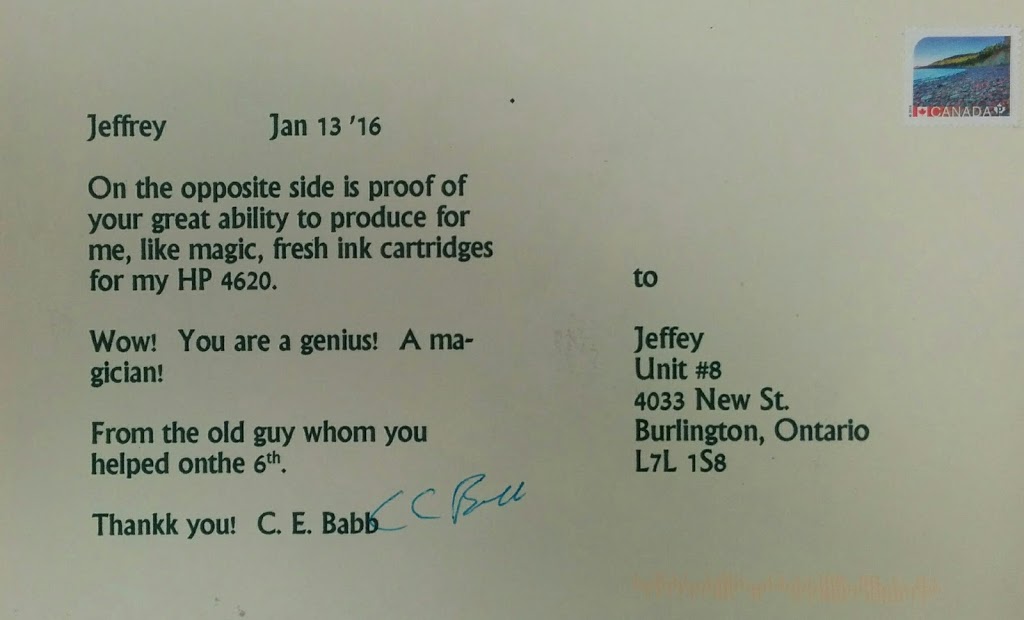 Jeffrey Jan 13 '16
On the opposite side is proof of
your great ability to produce for
me, like magic, fresh ink cartridges
for my HP 4620.
Wow! You are a genius! A ma-
gician!
From the old guy whom you
helped onthe 6th.
Thankk you! C. E. Babb
CANADA P
to
Jeffey
Unit #8
4033 New St.
Burlington, Ontario
L7L 1S8